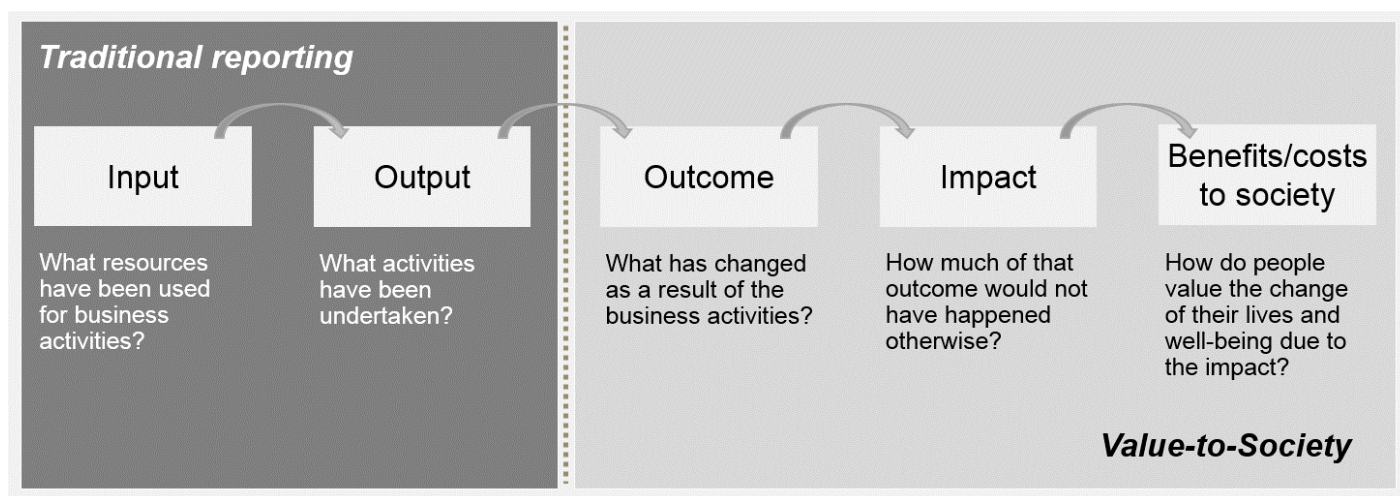 Traditional reporting
Input
Output
Outcome
Impact
Benefits/costs
to society
What resources
have been used
for business
activities?
What activities
have been
undertaken?
What has changed
as a result of the
business activities?
How much of that
outcome would not
have happened
otherwise?
How do people
value the change
of their lives and
well-being due to
the impact?
Value-to-Society